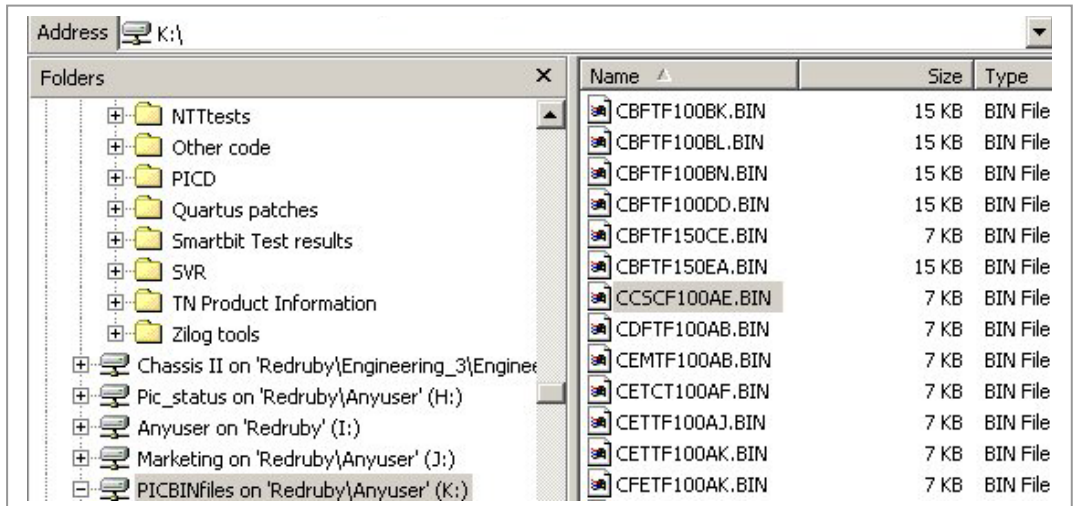 Address K:\
Folders
NTTtests
Other code
PICD
Quartus patches
Smartbit Test results
SVR
TN Product Information
Zilog tools
Chassis II on 'Redruby\Engineering_3\Enginee
Pic_status on 'Redruby\Anyuser' (H:)
Anyuser on 'Redruby' (I:)
Marketing on 'Redruby\Anyuser' (J:)
PICBINfiles on 'Redruby\Anyuser' (K:)
Name Size Type
CBFTF100BK.BIN 15 KB BIN File
CBFTF100BL.BIN 15 KB BIN File
CBFTF100BN.BIN 15 KB BIN File
CBFTF100DD.BIN 15 KB BIN File
CBFTF150CE.BIN 7 KB BIN File
CBFTF150EA.BIN 15 KB BIN File
CCSCF100AE.BIN 7 KB BIN File
CDFTF100AB.BIN 7 KB BIN File
CEMTF100AB.BIN 7 KB BIN File
CETCT100AF.BIN 7 KB BIN File
CETTF100AJ.BIN 7 KB BIN File
CETTF100AK.BIN 7 KB BIN File
CFETF100AK.BIN 7 KB BIN File